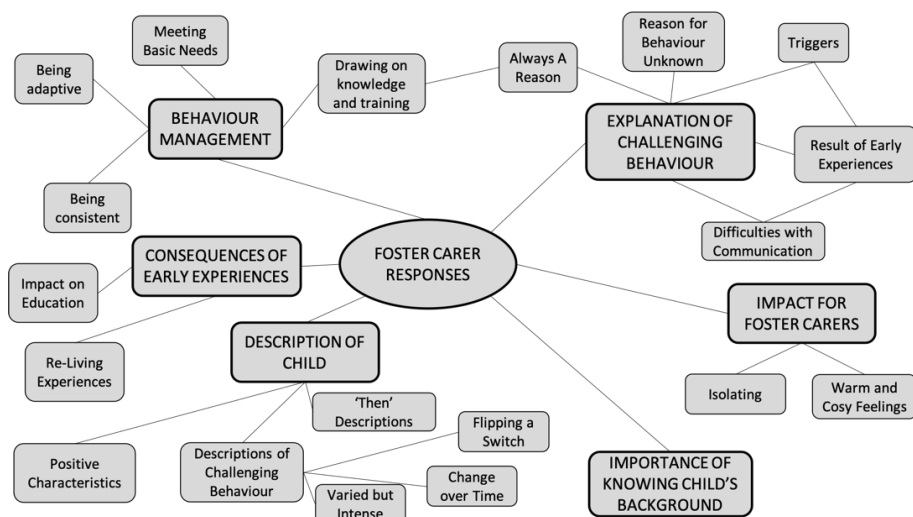 Meeting
Basic Needs
Being
adaptive
BEHAVIOUR
MANAGEMENT
Drawing on
knowledge
and training
Always A
Reason
Reason for
Behaviour
Unknown
Triggers
EXPLANATION OF
CHALLENGING
BEHAVIOUR
Result of Early
Experiences
Being
consistent
Difficulties with
Communication
FOSTER CARER
RESPONSES
CONSEQUENCES OF
EARLY EXPERIENCES
Impact on
Education
Re-Living
Experiences
IMPACT FOR
FOSTER CARERS
Isolating
Warm and
Cosy Feelings
DESCRIPTION OF
CHILD
‘Then’
Descriptions
Positive
Characteristics
Descriptions of
Challenging
Behaviour
Flipping a
Switch
Change
over Time
Varied but
Intense
IMPORTANCE OF
KNOWING CHILD’S
BACKGROUND